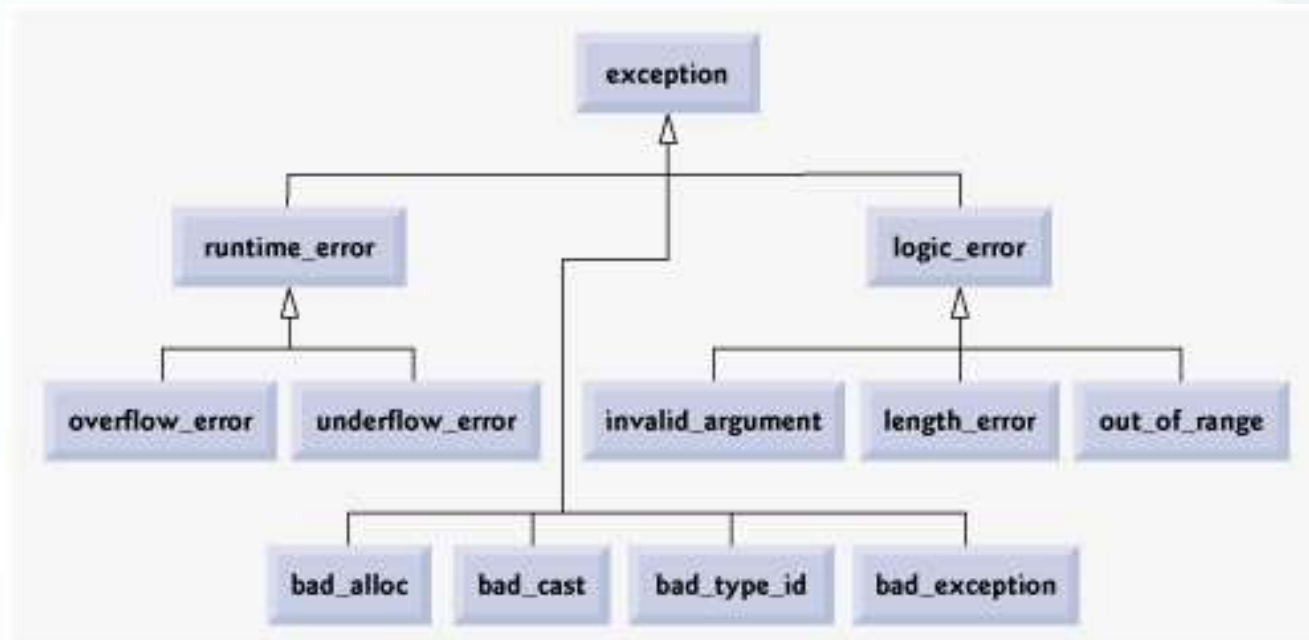 exception
runtime_error
logic_error
overflow_error
underflow_error
invalid_argument
length_error
out_of_range
bad_alloc
bad_cast
bad_type_id
bad_exception